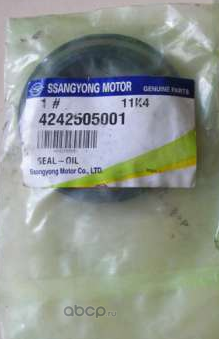 SSANGYONG MOTOR GENUINE PARTS
1 # 11K4
4242505001
SEAL-OIL
Ssangyong Motor Co., LTD.
abcp.ru